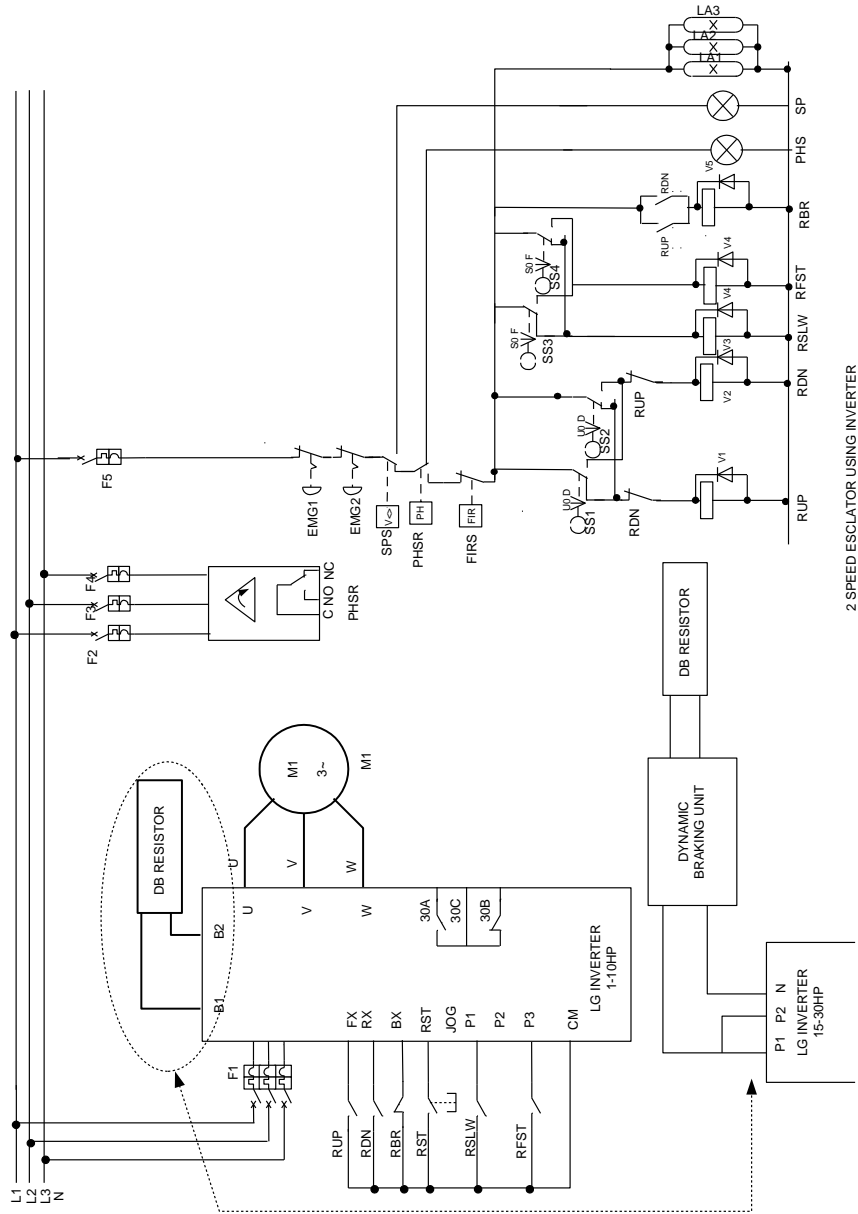 L1
L2
L3
N
F1
B1
B2
DB RESISTOR
U
V
W
U
V
W
M1
3~
M1
FX
RX
BX
RST
JOG
P1
P2
P3
CM
30A
30C
30B
LG INVERTER
1-10HP
RUP
RDN
RBR
RST
RSLW
RFST
F2
F3
F4
C NO NC
PHSR
F5
EMG1
EMG2
SPS
V<>
PHSR
PH
FIRS
FIR
U0 D
SS1
U0 D
SS2
S0 F
SS3
S0 F
SS4
RDN
RUP
RUP
RDN
V1
V2
V3
V4
V4
V5
RUP
RDN
RSLW
RFST
RBR
PHS
SP
LA1
LA2
LA3
P1
P2
N
LG INVERTER
15-30HP
DYNAMIC
BRAKING UNIT
DB RESISTOR
2 SPEED ESCLATOR USING INVERTER